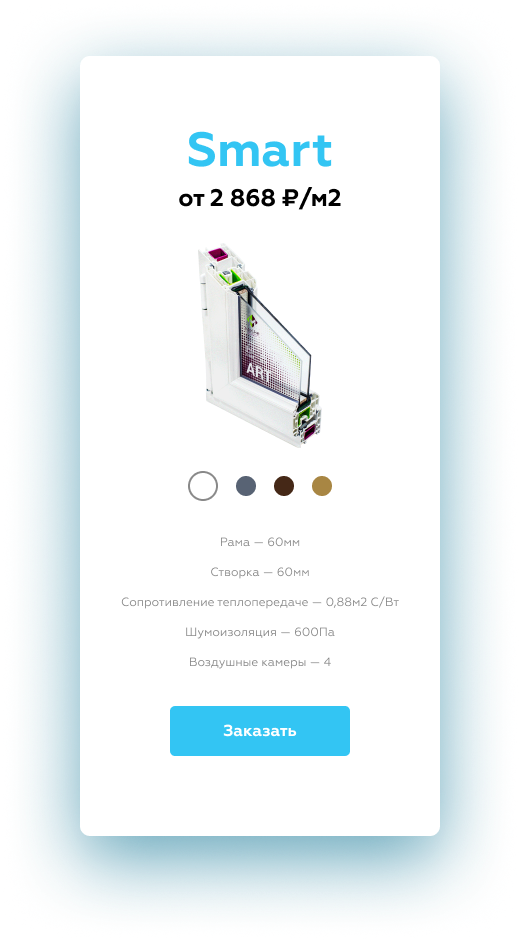 Smart
от 2 868 ₽/м2
ART
Рама — 60мм
Створка — 60мм
Сопротивление теплопередаче — 0,88м2 С/Вт
Шумоизоляция — 600Па
Воздушные камеры — 4
Заказать